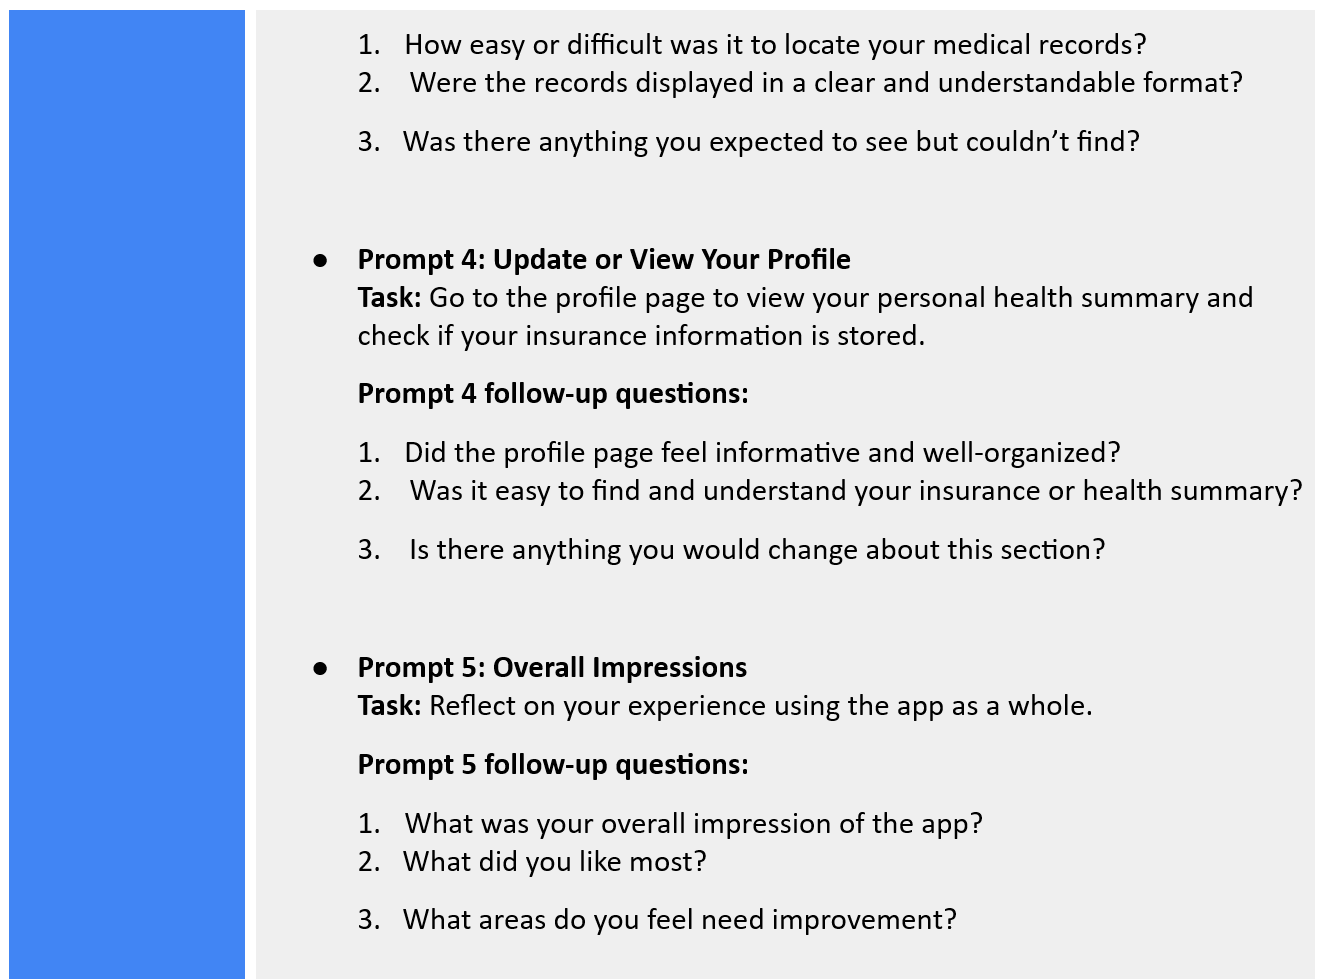 1. How easy or difficult was it to locate your medical records?
2. Were the records displayed in a clear and understandable format?
3. Was there anything you expected to see but couldn’t find?
● Prompt 4: Update or View Your Profile
Task: Go to the profile page to view your personal health summary and
check if your insurance information is stored.
Prompt 4 follow-up questions:
1. Did the profile page feel informative and well-organized?
2. Was it easy to find and understand your insurance or health summary?
3. Is there anything you would change about this section?
● Prompt 5: Overall Impressions
Task: Reflect on your experience using the app as a whole.
Prompt 5 follow-up questions:
1. What was your overall impression of the app?
2. What did you like most?
3. What areas do you feel need improvement?